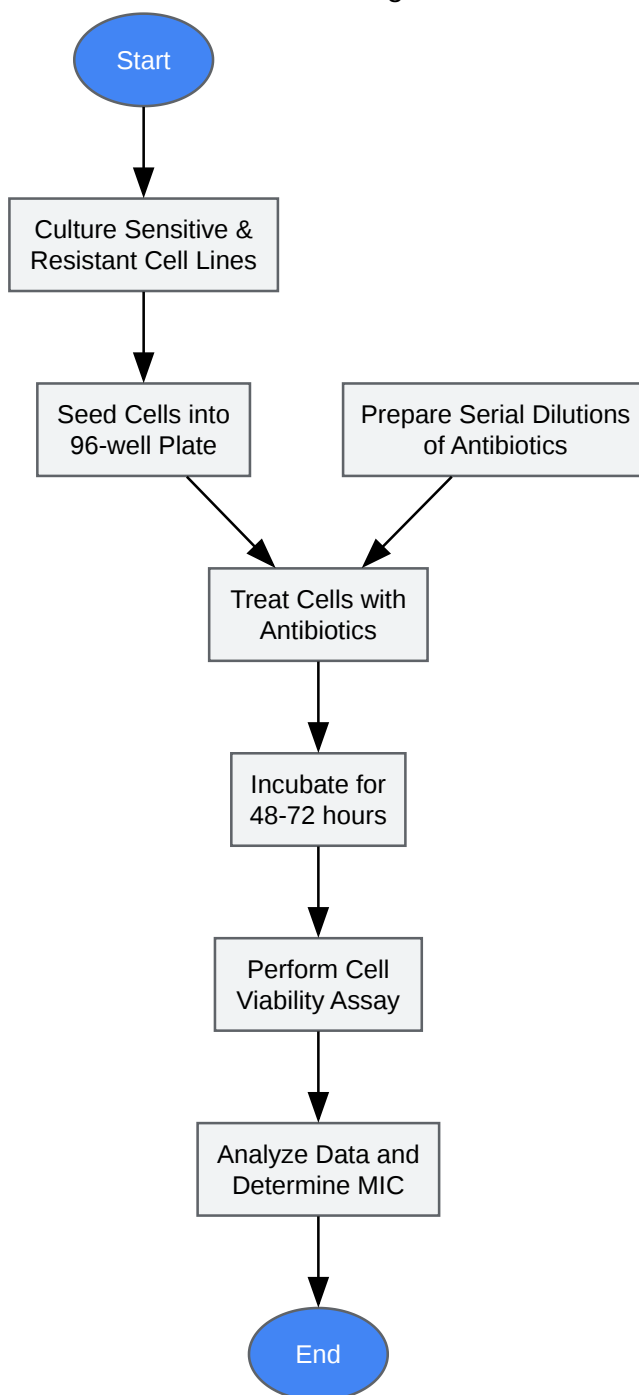 Start
Culture Sensitive &
Resistant Cell Lines
Seed Cells into
96-well Plate
Prepare Serial Dilutions
of Antibiotics
Treat Cells with
Antibiotics
Incubate for
48-72 hours
Perform Cell
Viability Assay
Analyze Data and
Determine MIC
End